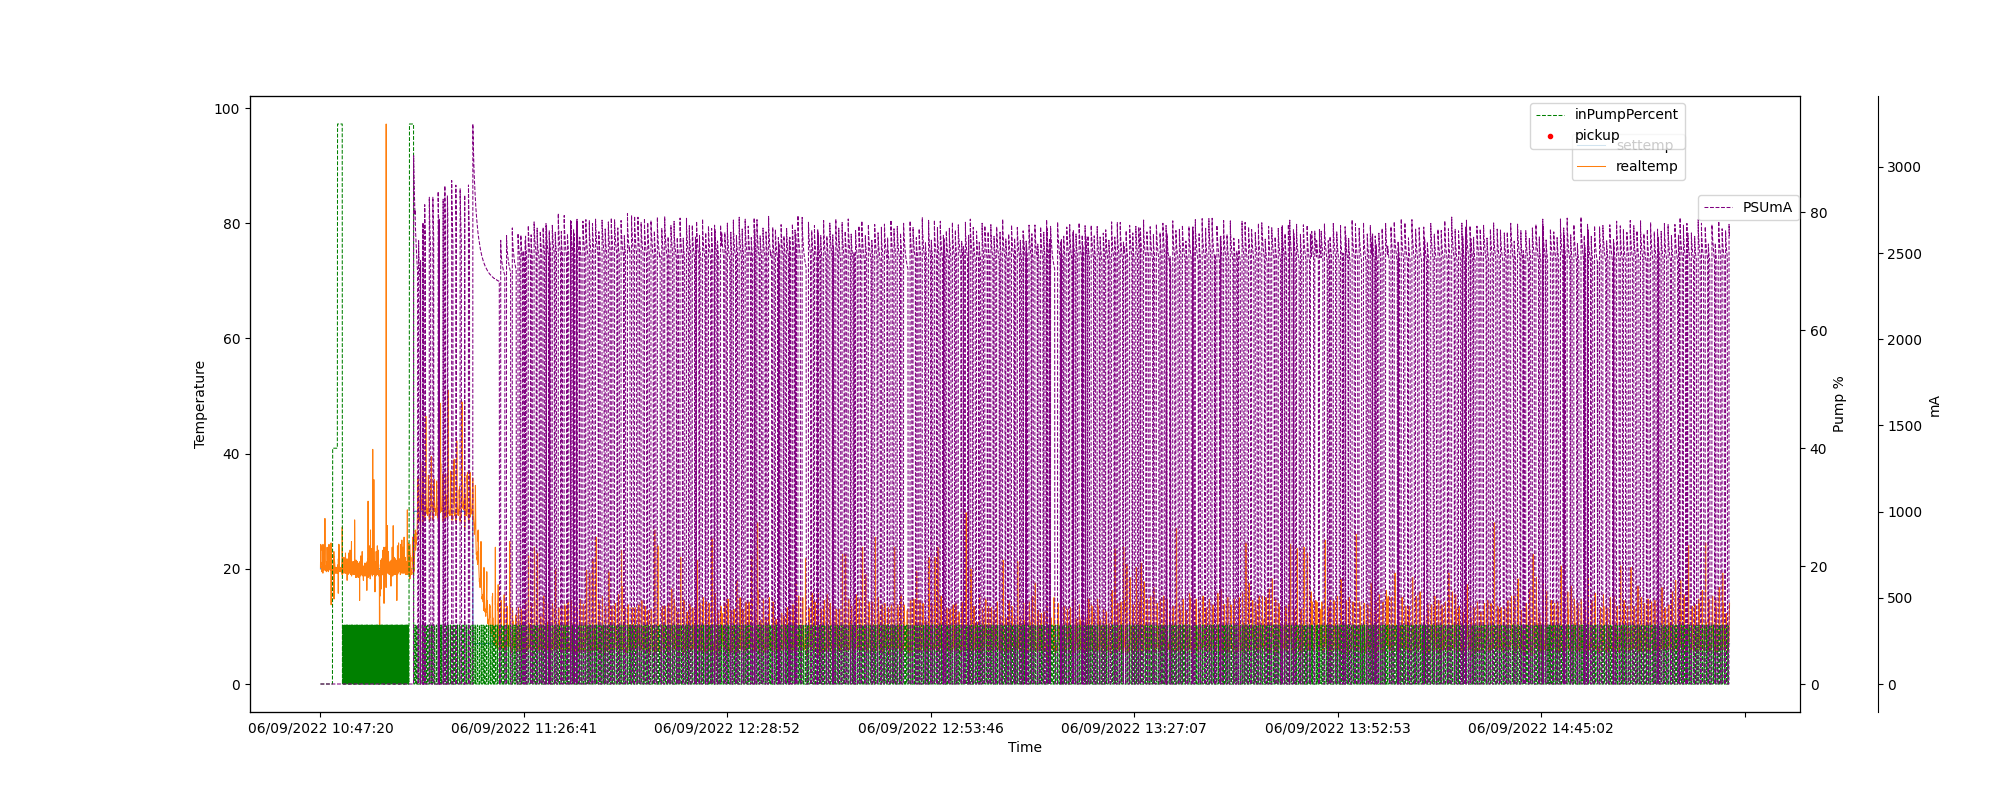 100
80
60
40
20
0
Temperature
inPumpPercent
pickup
settemp
realtemp
PSUmA
80
60
40
20
0
Pump %
3000
2500
2000
1500
1000
500
0
mA
06/09/2022 10:47:20
06/09/2022 11:26:41
06/09/2022 12:28:52
06/09/2022 12:53:46
06/09/2022 13:27:07
06/09/2022 13:52:53
06/09/2022 14:45:02
Time